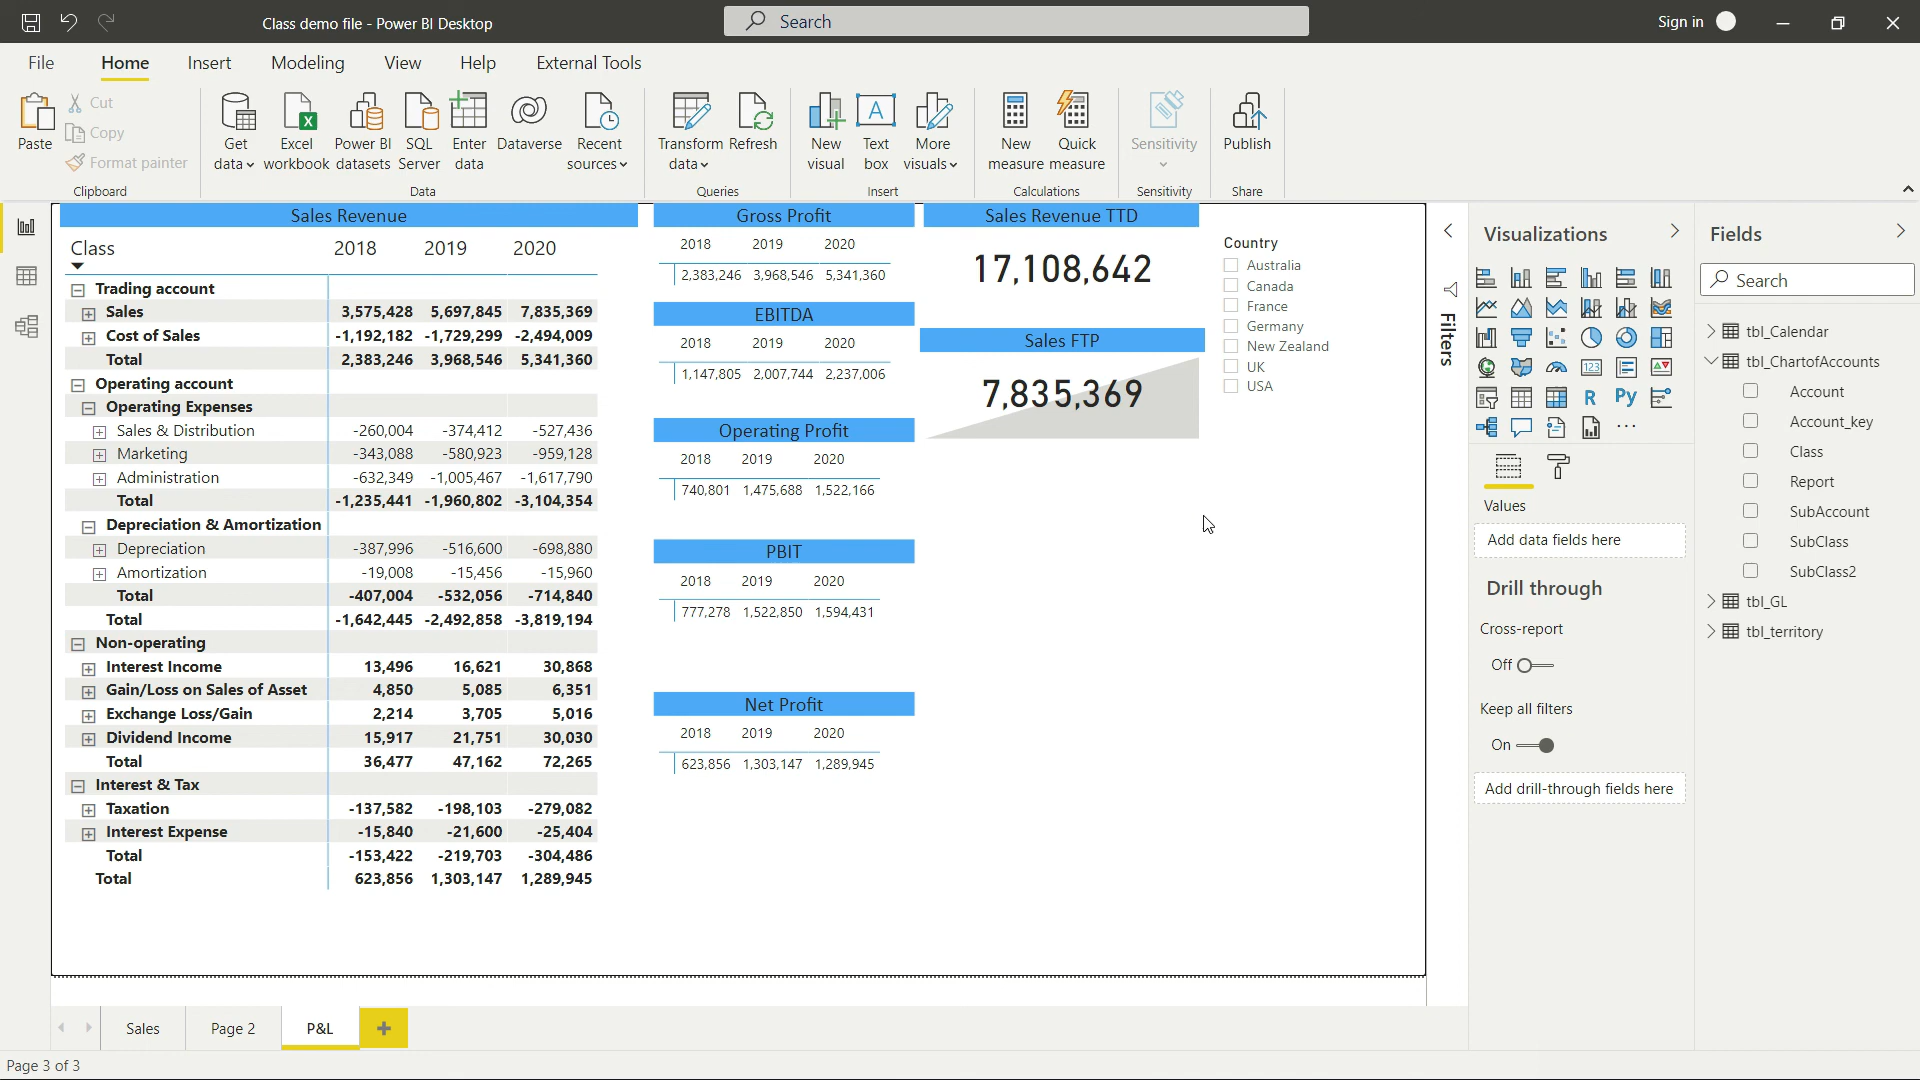 Class demo file - Power BI Desktop
Search
Sign in
File Home Insert Modeling View Help External Tools
Paste
Cut
Copy
Format painter
Clipboard
Get data
Excel workbook
Power BI datasets
SQL Server
Enter data
Dataverse
Recent sources
Data
Transform data
Refresh
Queries
New visual
Text box
More visuals
Insert
New measure
Quick measure
Calculations
Sensitivity
Sensitivity
Publish
Share
Sales Revenue
Class 2018 2019 2020
Trading account
Sales 3,575,428 5,697,845 7,835,369
Cost of Sales -1,192,182 -1,729,299 -2,494,009
Total 2,383,246 3,968,546 5,341,360
Operating account
Operating Expenses
Sales & Distribution -260,004 -374,412 -527,436
Marketing -343,088 -580,923 -959,128
Administration -632,349 -1,005,467 -1,617,790
Total -1,235,441 -1,960,802 -3,104,354
Depreciation & Amortization
Depreciation -387,996 -516,600 -698,880
Amortization -19,008 -15,456 -15,960
Total -407,004 -532,056 -714,840
Total -1,642,445 -2,492,858 -3,819,194
Non-operating
Interest Income 13,496 16,621 30,868
Gain/Loss on Sales of Asset 4,850 5,085 6,351
Exchange Loss/Gain 2,214 3,705 5,016
Dividend Income 15,917 21,751 30,030
Total 36,477 47,162 72,265
Interest & Tax
Taxation -137,582 -198,103 -279,082
Interest Expense -15,840 -21,600 -25,404
Total -153,422 -219,703 -304,486
Total 623,856 1,303,147 1,289,945
Gross Profit
2018 2019 2020
2,383,246 3,968,546 5,341,360
EBITDA
2018 2019 2020
1,147,805 2,007,744 2,237,006
Operating Profit
2018 2019 2020
740,801 1,475,688 1,522,166
PBIT
2018 2019 2020
777,278 1,522,850 1,594,431
Net Profit
2018 2019 2020
623,856 1,303,147 1,289,945
Sales Revenue TTD
17,108,642
Sales FTP
7,835,369
Country
Australia
Canada
France
Germany
New Zealand
UK
USA
Filters
Visualizations
123
R
Py
Values
Add data fields here
Drill through
Cross-report
Off
Keep all filters
On
Add drill-through fields here
Fields
Search
tbl_Calendar
tbl_ChartofAccounts
Account
Account_key
Class
Report
SubAccount
SubClass
SubClass2
tbl_GL
tbl_territory
Sales Page 2 P&L
Page 3 of 3